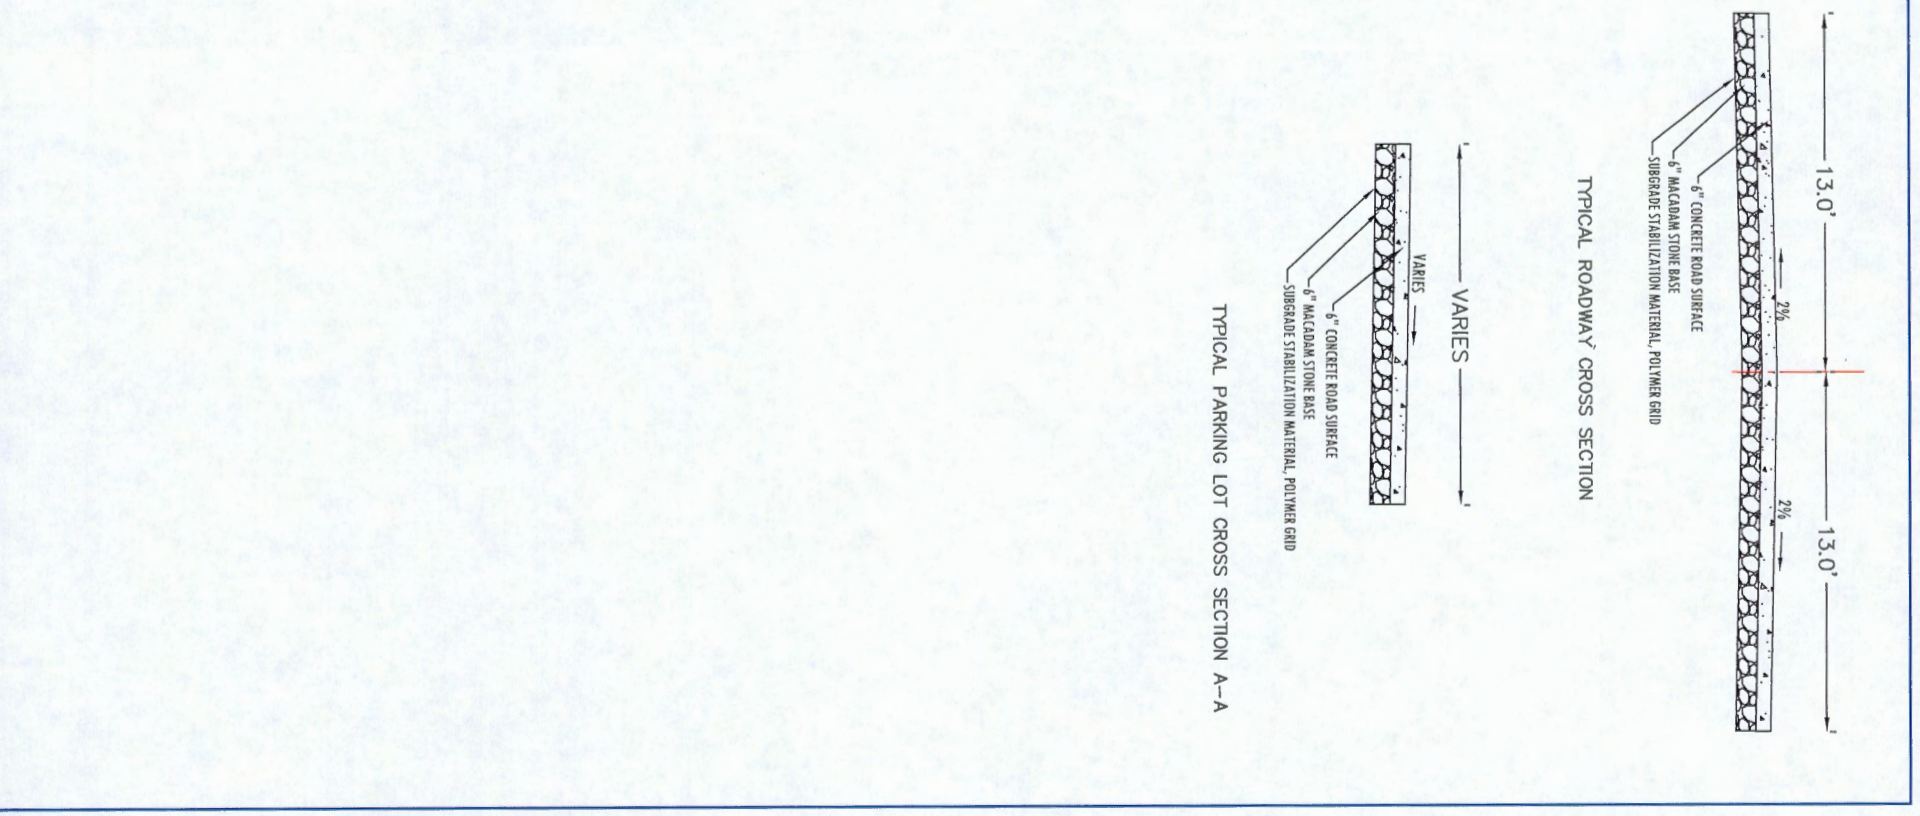 13.0'
13.0'
2%
2%
6" CONCRETE ROAD SURFACE
6" MACADAM STONE BASE
SUBGRADE STABILIZATION MATERIAL, POLYMER GRID
TYPICAL ROADWAY CROSS SECTION
VARIES
VARIES
6" CONCRETE ROAD SURFACE
6" MACADAM STONE BASE
SUBGRADE STABILIZATION MATERIAL, POLYMER GRID
TYPICAL PARKING LOT CROSS SECTION A-A